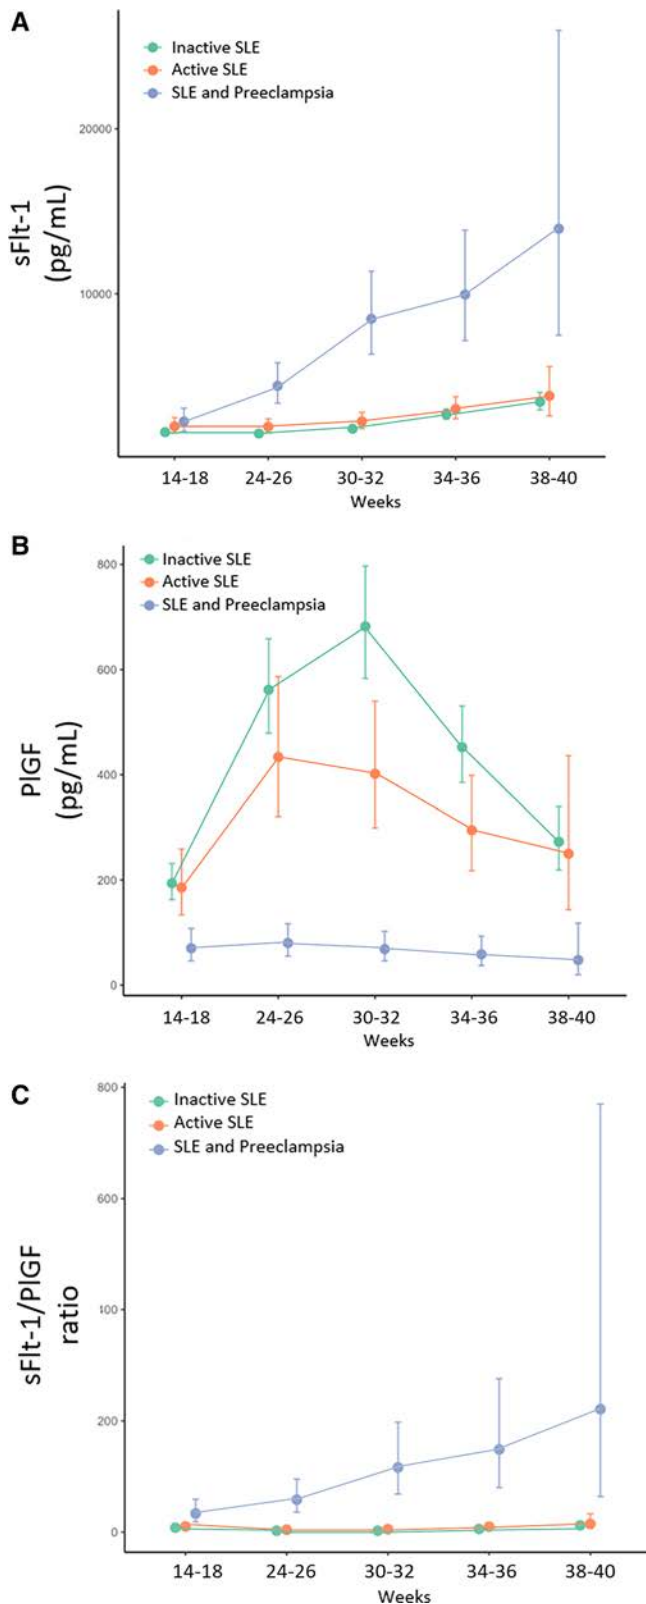 A
Inactive SLE
Active SLE
SLE and Preeclampsia
20000
10000
sFlt-1
(pg/mL)
14-18 24-26 30-32 34-36 38-40
Weeks
B
Inactive SLE
Active SLE
SLE and Preeclampsia
800
600
400
200
0
PlGF
(pg/mL)
14-18 24-26 30-32 34-36 38-40
Weeks
C
Inactive SLE
Active SLE
SLE and Preeclampsia
800
600
400
200
0
sFlt-1/PlGF
ratio
14-18 24-26 30-32 34-36 38-40
Weeks